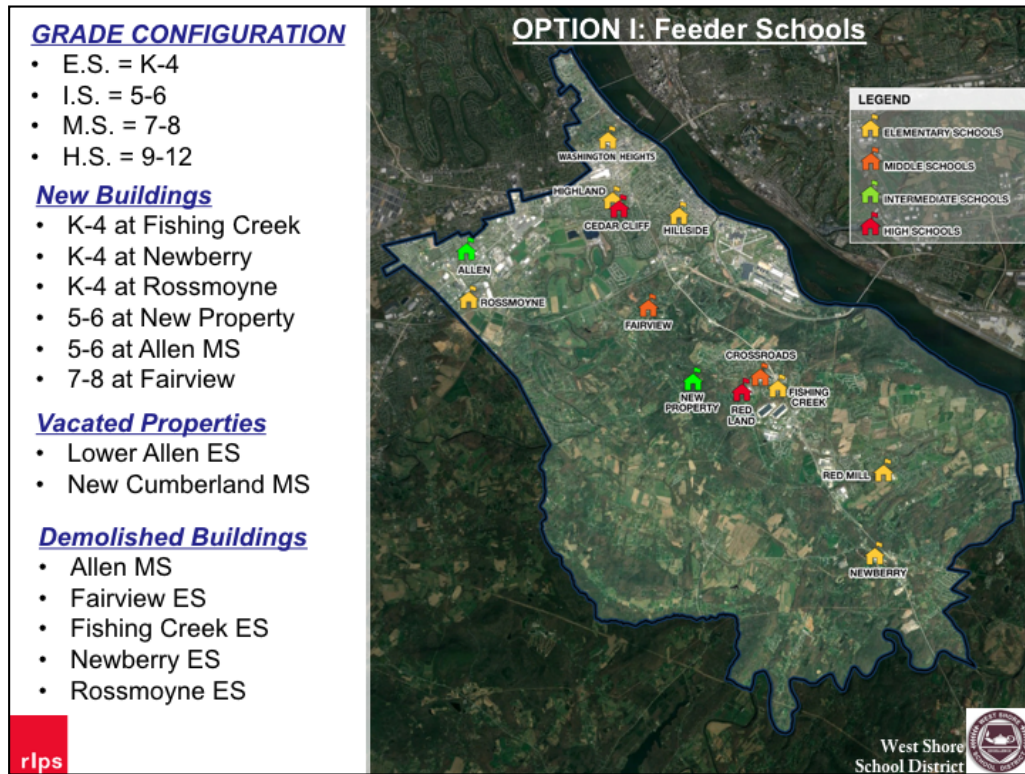 GRADE CONFIGURATION
• E.S. = K-4
• I.S. = 5-6
• M.S. = 7-8
• H.S. = 9-12
New Buildings
• K-4 at Fishing Creek
• K-4 at Newberry
• K-4 at Rossmoyne
• 5-6 at New Property
• 5-6 at Allen MS
• 7-8 at Fairview
Vacated Properties
• Lower Allen ES
• New Cumberland MS
Demolished Buildings
• Allen MS
• Fairview ES
• Fishing Creek ES
• Newberry ES
• Rossmoyne ES
rlps
OPTION I: Feeder Schools
LEGEND
ELEMENTARY SCHOOLS
MIDDLE SCHOOLS
INTERMEDIATE SCHOOLS
HIGH SCHOOLS
WASHINGTON HEIGHTS
HIGHLAND
CEDAR CLIFF
HILLSIDE
ALLEN
ROSSMOYNE
FAIRVIEW
CROSSROADS
NEW
PROPERTY
RED
LAND
FISHING
CREEK
RED MILL
NEWBERRY
West Shore
School District
WEST SHORE
SCHOOL DISTRICT